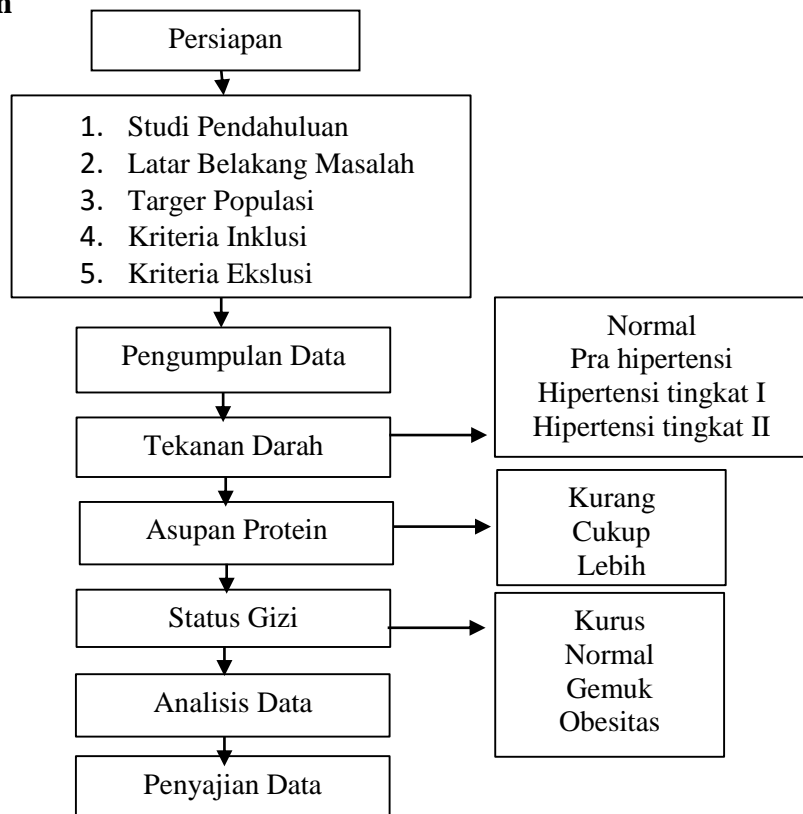 n
Persiapan
1. Studi Pendahuluan
2. Latar Belakang Masalah
3. Targer Populasi
4. Kriteria Inklusi
5. Kriteria Ekslusi
Pengumpulan Data
Tekanan Darah
Normal
Pra hipertensi
Hipertensi tingkat I
Hipertensi tingkat II
Asupan Protein
Kurang
Cukup
Lebih
Status Gizi
Kurus
Normal
Gemuk
Obesitas
Analisis Data
Penyajian Data